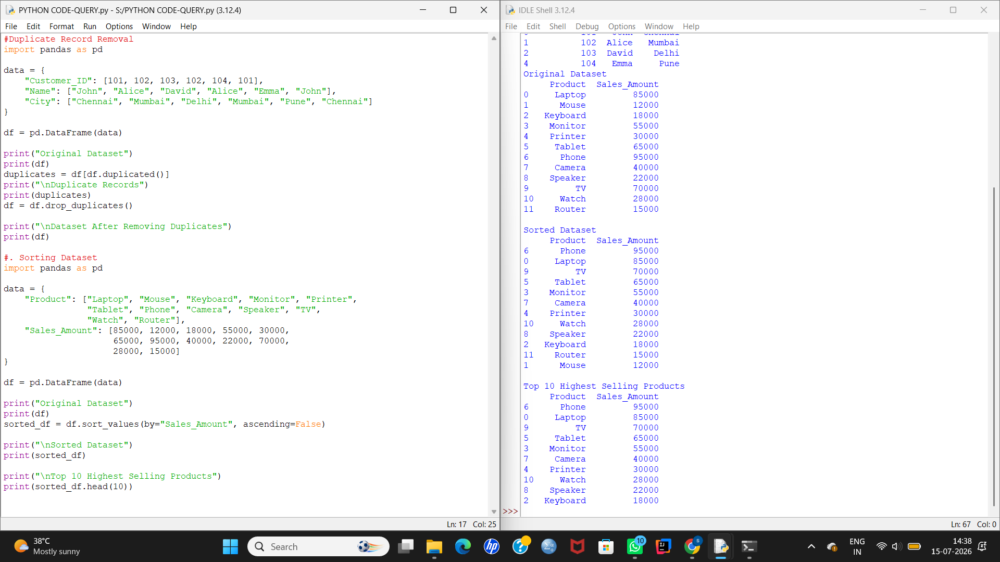 PYTHON CODE-QUERY.py - S:/PYTHON CODE-QUERY.py (3.12.4)
File Edit Format Run Options Window Help
#Duplicate Record Removal
import pandas as pd
data = {
"Customer_ID": [101, 102, 103, 102, 104, 101],
"Name": ["John", "Alice", "David", "Alice", "Emma", "John"],
"City": ["Chennai", "Mumbai", "Delhi", "Mumbai", "Pune", "Chennai"]
}
df = pd.DataFrame(data)
print("Original Dataset")
print(df)
duplicates = df[df.duplicated()]
print("\nDuplicate Records")
print(duplicates)
df = df.drop_duplicates()
print("\nDataset After Removing Duplicates")
print(df)
#. Sorting Dataset
import pandas as pd
data = {
"Product": ["Laptop", "Mouse", "Keyboard", "Monitor", "Printer",
"Tablet", "Phone", "Camera", "Speaker", "TV",
"Watch", "Router"],
"Sales_Amount": [85000, 12000, 18000, 55000, 30000,
65000, 95000, 40000, 22000, 70000,
28000, 15000]
}
df = pd.DataFrame(data)
print("Original Dataset")
print(df)
sorted_df = df.sort_values(by="Sales_Amount", ascending=False)
print("\nSorted Dataset")
print(sorted_df)
print("\nTop 10 Highest Selling Products")
print(sorted_df.head(10))
Ln: 17 Col: 25
IDLE Shell 3.12.4
File Edit Shell Debug Options Window Help
1 102 Alice Mumbai
2 103 David Delhi
4 104 Emma Pune
Original Dataset
Product Sales_Amount
0 Laptop 85000
1 Mouse 12000
2 Keyboard 18000
3 Monitor 55000
4 Printer 30000
5 Tablet 65000
6 Phone 95000
7 Camera 40000
8 Speaker 22000
9 TV 70000
10 Watch 28000
11 Router 15000
Sorted Dataset
Product Sales_Amount
6 Phone 95000
0 Laptop 85000
9 TV 70000
5 Tablet 65000
3 Monitor 55000
7 Camera 40000
4 Printer 30000
10 Watch 28000
8 Speaker 22000
2 Keyboard 18000
11 Router 15000
1 Mouse 12000
Top 10 Highest Selling Products
Product Sales_Amount
6 Phone 95000
0 Laptop 85000
9 TV 70000
5 Tablet 65000
3 Monitor 55000
7 Camera 40000
4 Printer 30000
10 Watch 28000
8 Speaker 22000
2 Keyboard 18000
>>>
Ln: 67 Col: 0
38°C
Mostly sunny
Search
10
ENG
IN
14:38
15-07-2026